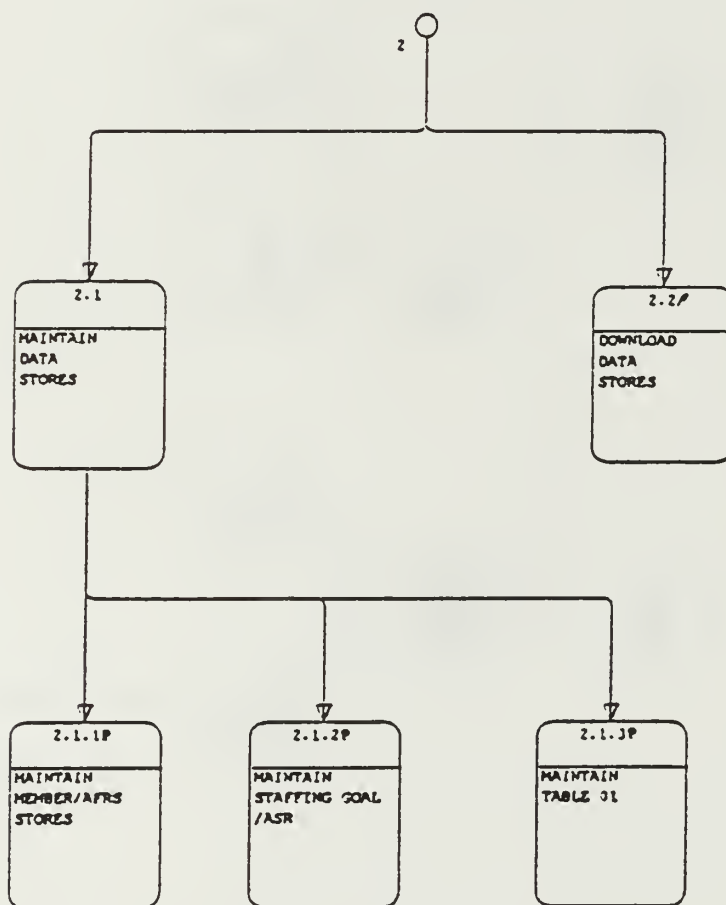 2
2.1
MAINTAIN
DATA
STORES
2.2P
DOWNLOAD
DATA
STORES
2.1.1P
MAINTAIN
MEMBER/AFRS
STORES
2.1.2P
MAINTAIN
STAFFING GOAL
/ASR
2.1.3P
MAINTAIN
TABLE 01